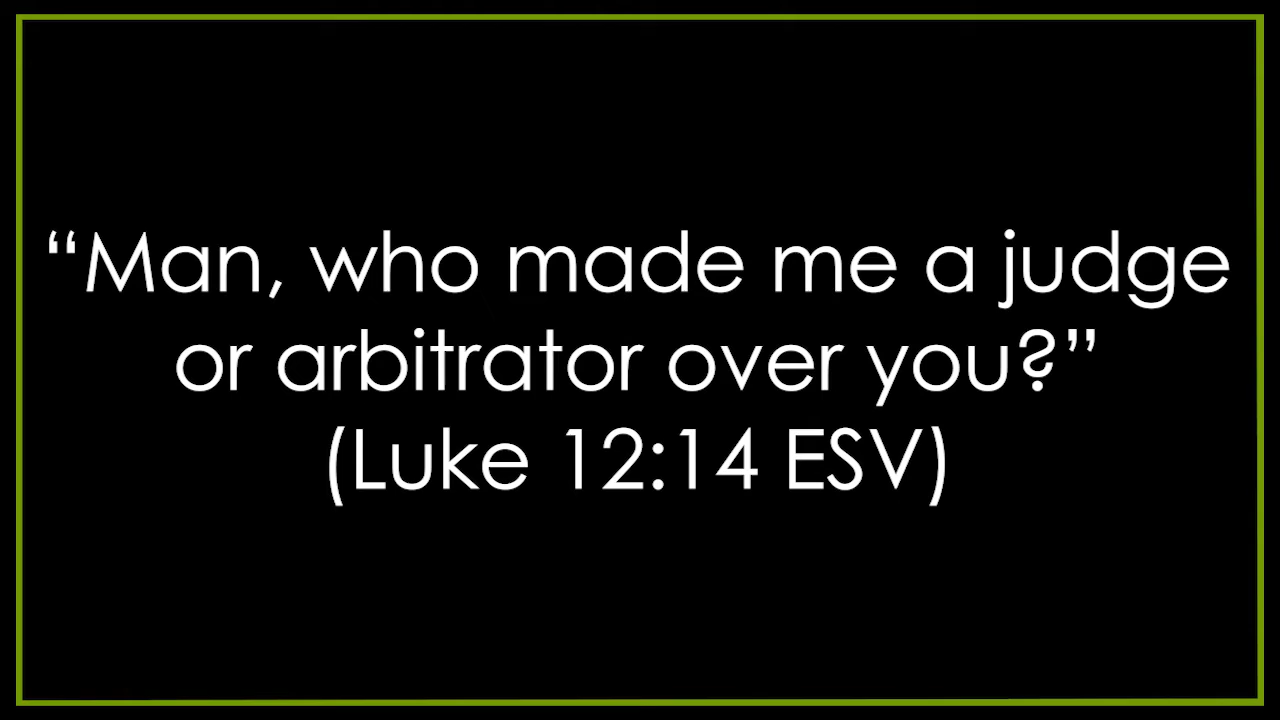 “Man, who made me a judge
or arbitrator over you?”
(Luke 12:14 ESV)